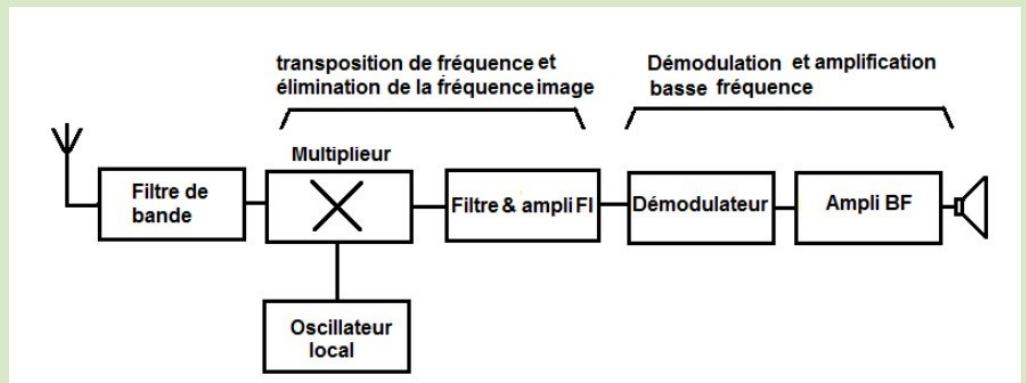 transposition de fréquence et
élimination de la fréquence image
Démodulation et amplification
basse fréquence
Multiplieur
Filtre de
bande
Filtre & ampli FI
Démodulateur
Ampli BF
Oscillateur
local